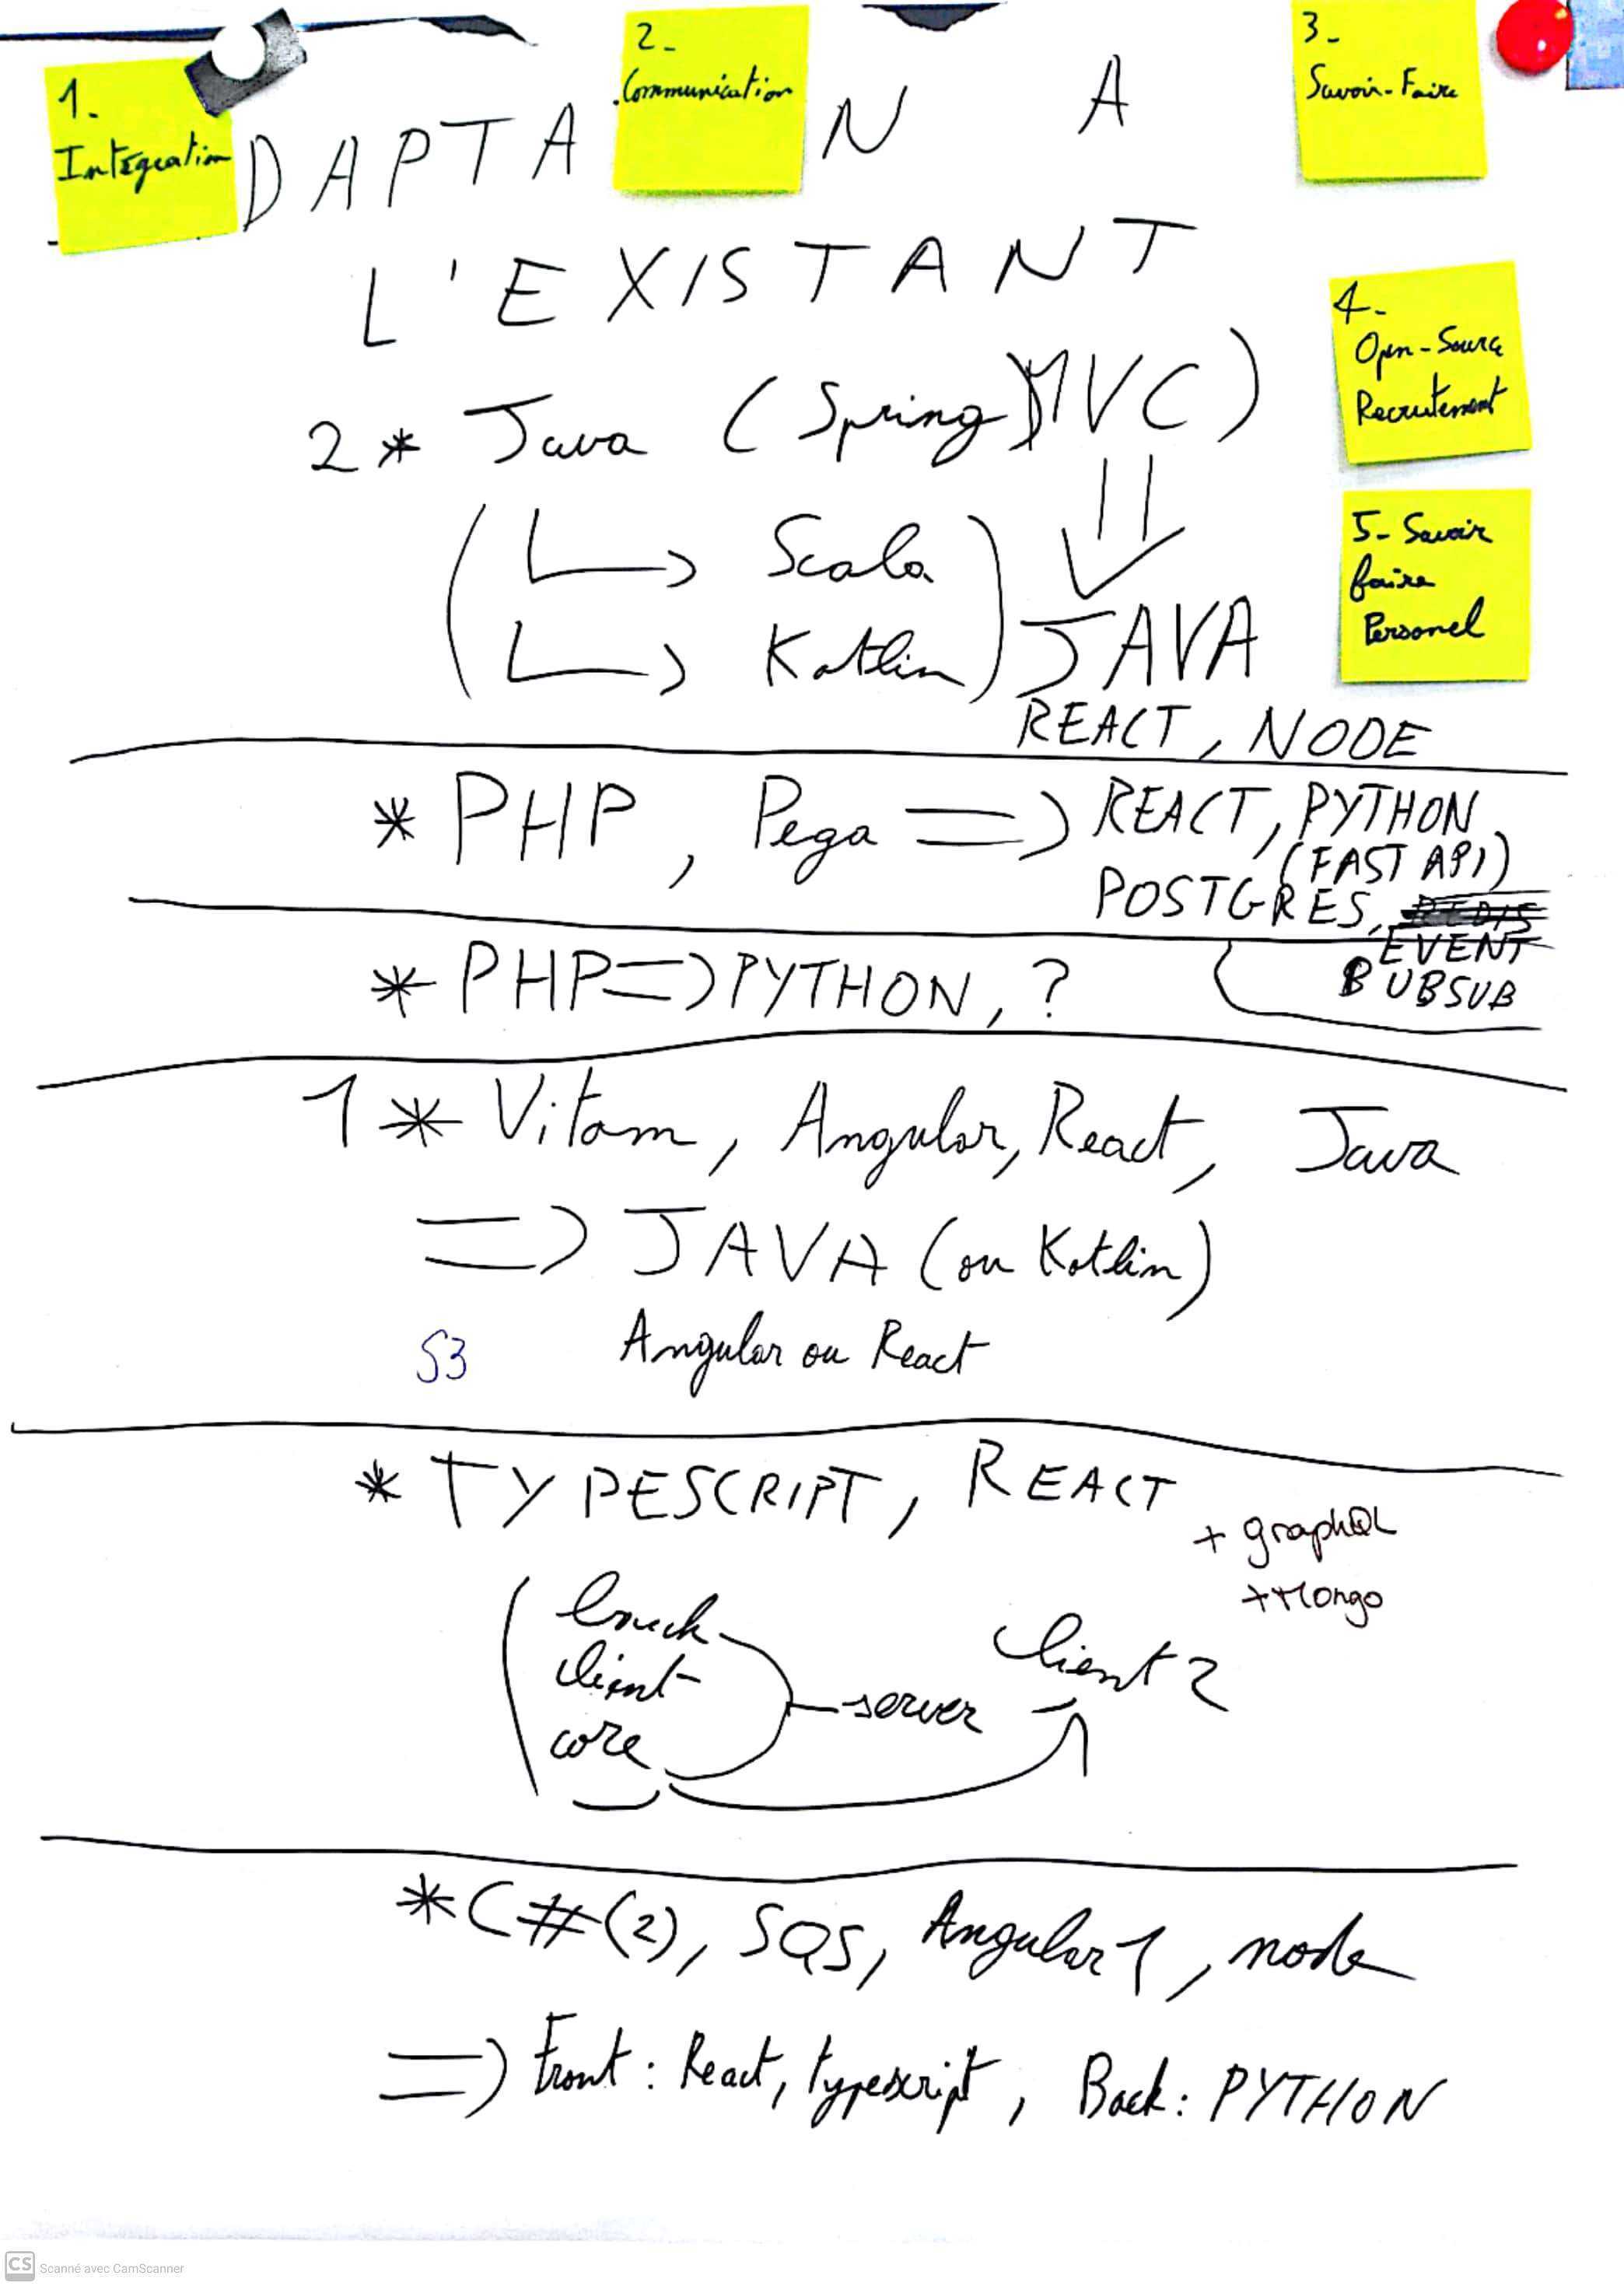 1-
Intégration
2-
Communication
3-
Savoir-Faire
DAPTA N A
L'EXISTANT
4-
Open-Source
Recrutement
2 * Java (Spring MVC)
5- Savoir
faire
Personel
( Scala
Kotlin )
JAVA
REACT, NODE
* PHP, Pega => REACT, PYTHON
(FAST API)
POSTGRES,
EVENT
PUBSUB
* PHP => PYTHON, ?
1 * Vitam, Angular, React, Java
=> JAVA (ou Kotlin)
S3 Angular ou React
* TYPESCRIPT, REACT
+ graphQL
+ Mongo
client
core
server
client 2
* C# (2), SQS, Angular 1, node
=> Front : React, typescript, Back : PYTHON
CS Scanné avec CamScanner